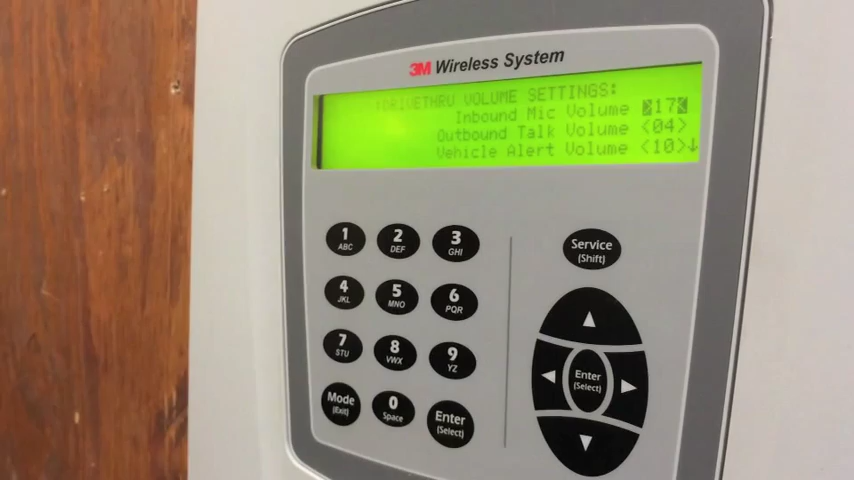 3M Wireless System
DRIVETHRU VOLUME SETTINGS:
Inbound Mic Volume 17
Outbound Talk Volume <04>
Vehicle Alert Volume <10>↓
1
ABC
2
DEF
3
GHI
4
JKL
5
MNO
6
PQR
7
STU
8
VWX
9
YZ
Mode
(Exit)
0
Space
Enter
(Select)
Service
(Shift)
Enter
(Select)